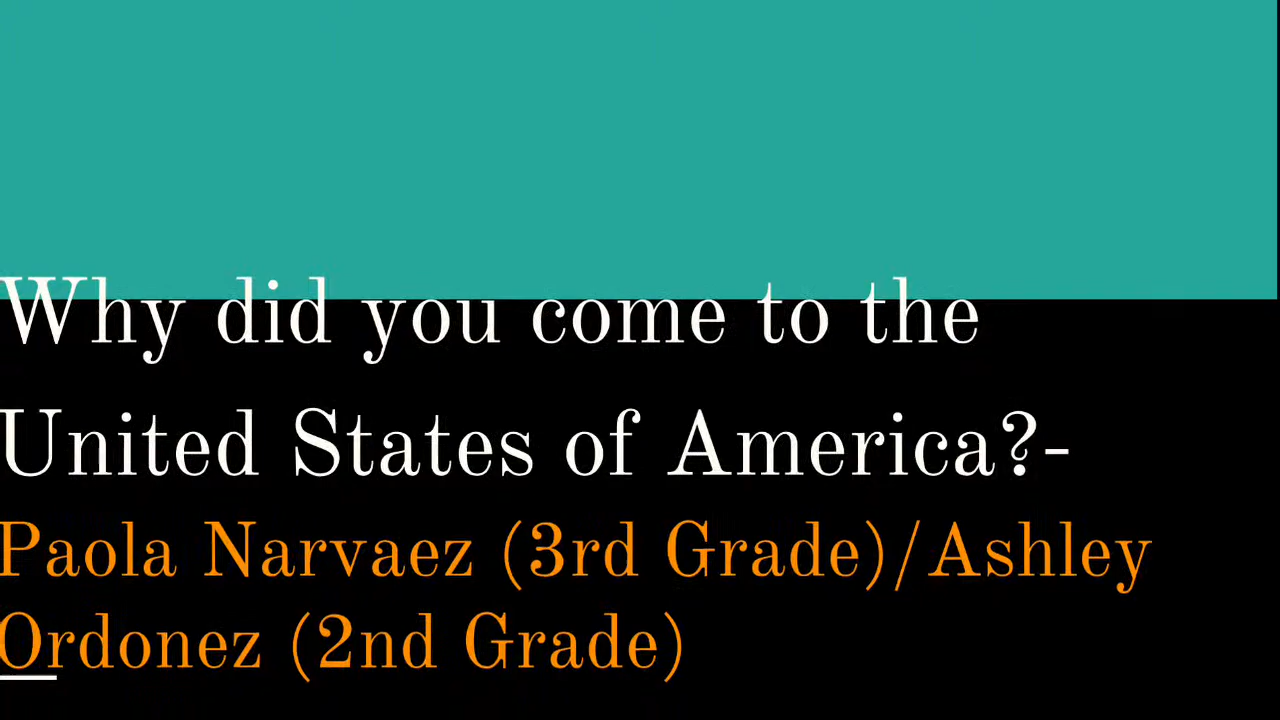 Why did you come to the
United States of America?-
Paola Narvaez (3rd Grade)/Ashley
Ordonez (2nd Grade)